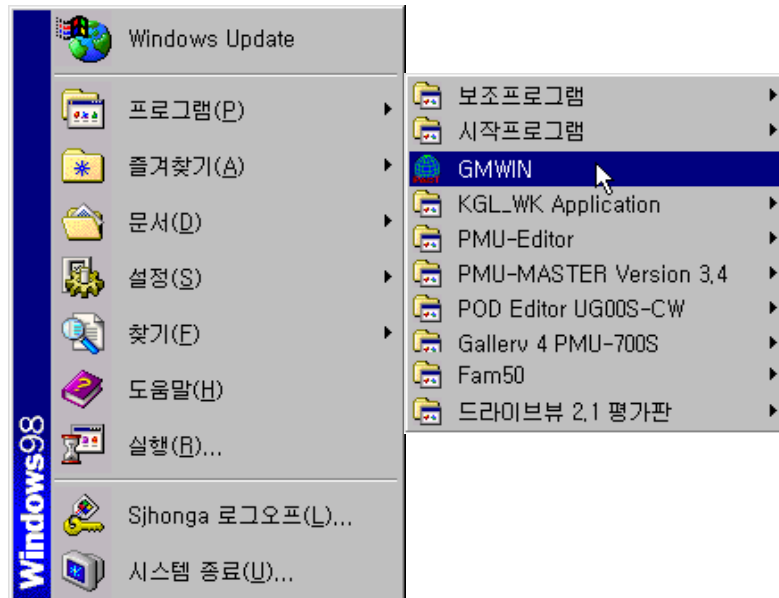 Windows Update
프로그램(P)
즐겨찾기(A)
문서(D)
설정(S)
찾기(F)
도움말(H)
실행(R)...
Sjhonga 로그오프(L)...
시스템 종료(U)...
Windows98
보조프로그램
시작프로그램
GMWIN
KGL_WK Application
PMU-Editor
PMU-MASTER Version 3,4
POD Editor UG00S-CW
Gallerv 4 PMU-700S
Fam50
드라이브뷰 2,1 평가판